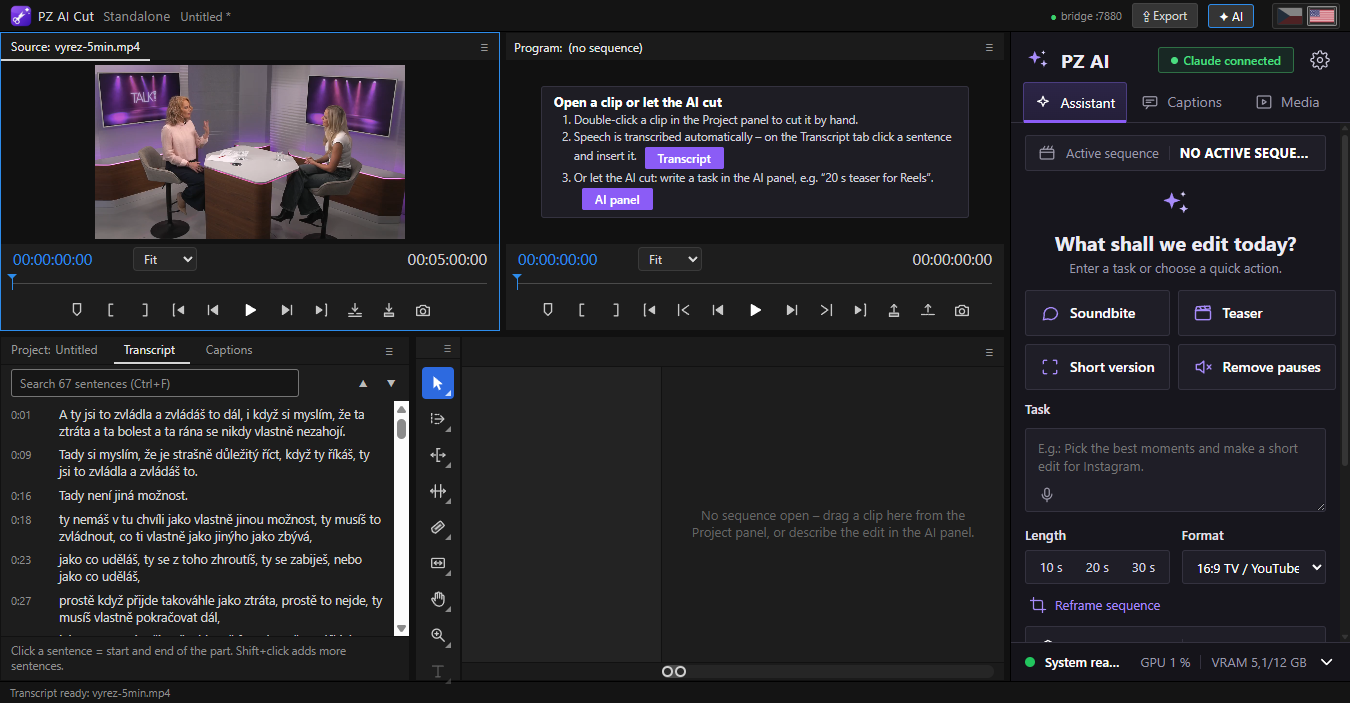 PZ AI Cut Standalone Untitled *
bridge :7880
Export
AI
Source: vyrez-5min.mp4
TALK!
00:00:00:00
Fit
00:05:00:00
Program: (no sequence)
Open a clip or let the AI cut
1. Double-click a clip in the Project panel to cut it by hand.
2. Speech is transcribed automatically – on the Transcript tab click a sentence
and insert it. Transcript
3. Or let the AI cut: write a task in the AI panel, e.g. “20 s teaser for Reels”.
AI panel
00:00:00:00
Fit
00:00:00:00
Project: Untitled
Transcript
Captions
Search 67 sentences (Ctrl+F)
0:01 A ty jsi to zvládla a zvládáš to dál, i když si myslím, že ta
ztráta a ta bolest a ta rána se nikdy vlastně nezahojí.
0:09 Tady si myslím, že je strašně důležitý říct, když ty říkáš, ty
jsi to zvládla a zvládáš to.
0:16 Tady není jiná možnost.
0:18 ty nemáš v tu chvíli jako vlastně jinou možnost, ty musíš to
zvládnout, co ti vlastně jako jinýho jako zbývá,
0:23 jako co uděláš, ty se z toho zhroutíš, ty se zabiješ, nebo
jako co uděláš,
0:27 prostě když přijde takováhle jako ztráta, prostě to nejde, ty
musíš vlastně pokračovat dál,
Click a sentence = start and end of the part. Shift+click adds more
sentences.
Transcript ready: vyrez-5min.mp4
No sequence open – drag a clip here from the
Project panel, or describe the edit in the AI panel.
PZ AI
Claude connected
Assistant
Captions
Media
Active sequence NO ACTIVE SEQUE...
What shall we edit today?
Enter a task or choose a quick action.
Soundbite
Teaser
Short version
Remove pauses
Task
E.g.: Pick the best moments and make a short
edit for Instagram.
Length
Format
10 s 20 s 30 s
16:9 TV / YouTube
Reframe sequence
System rea... GPU 1 % VRAM 5,1/12 GB